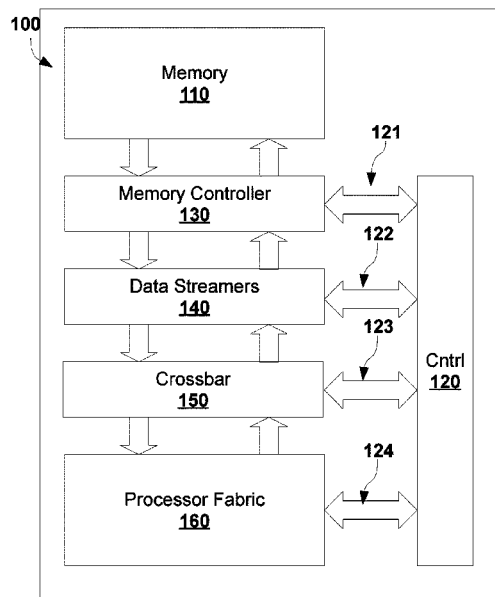 100
Memory
110
121
Memory Controller
130
122
Data Streamers
140
123
Crossbar
150
Cntrl
120
124
Processor Fabric
160